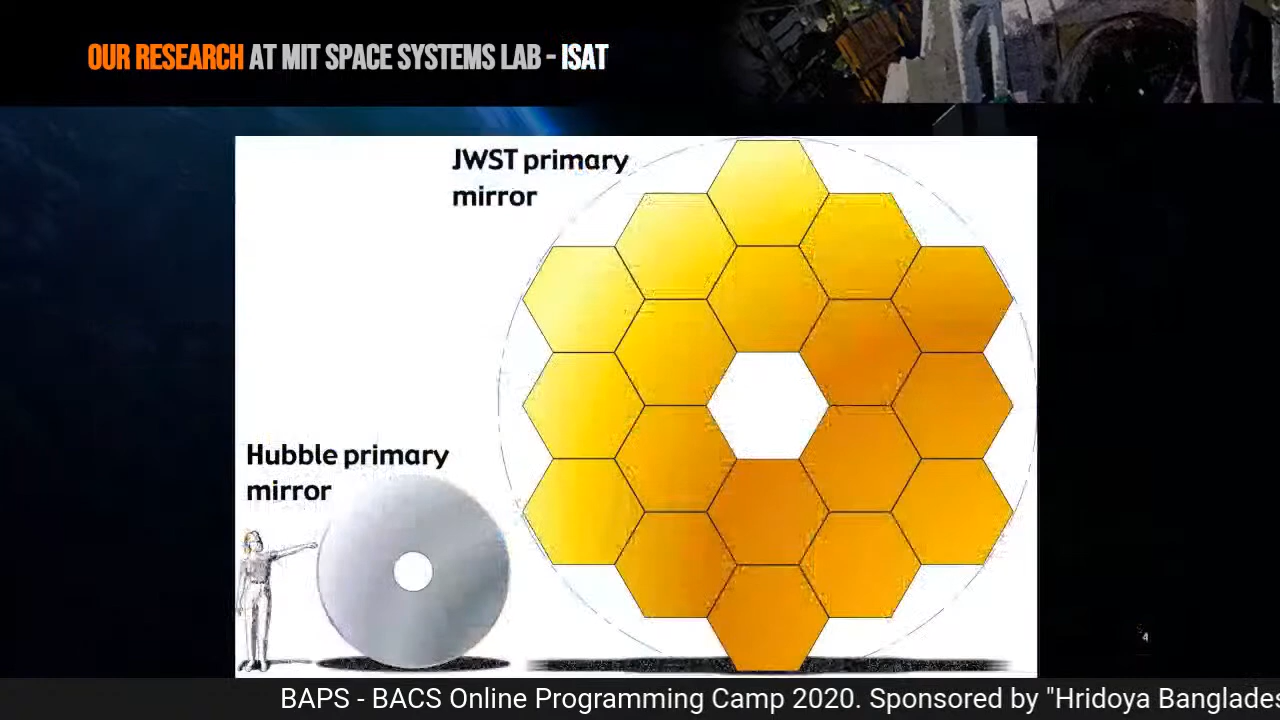 OUR RESEARCH AT MIT SPACE SYSTEMS LAB - ISAT
JWST primary
mirror
Hubble primary
mirror
4
BAPS - BACS Online Programming Camp 2020. Sponsored by "Hridoya Banglades